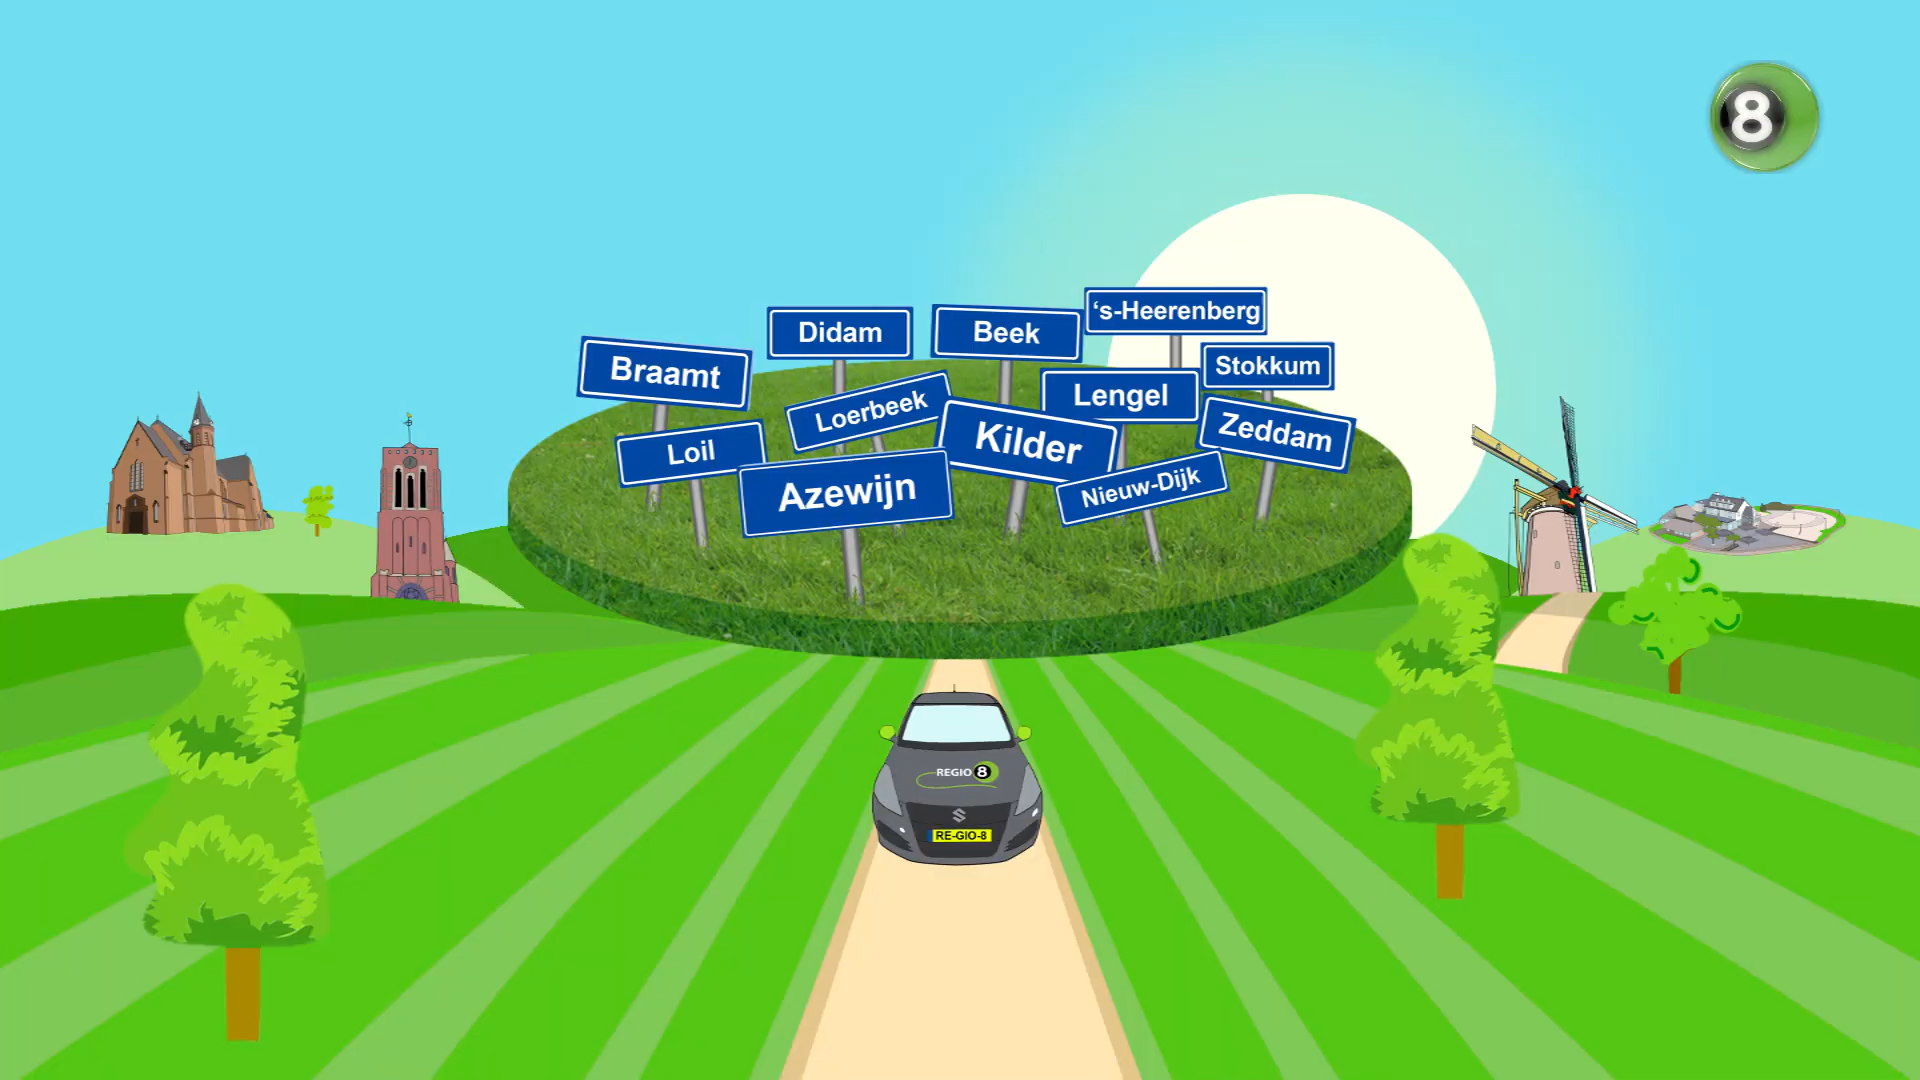 8
's-Heerenberg
Didam
Beek
Braamt
Stokkum
Lengel
Loerbeek
Zeddam
Kilder
Loil
Nieuw-Dijk
Azewijn
REGIO 8
RE-GIO-8